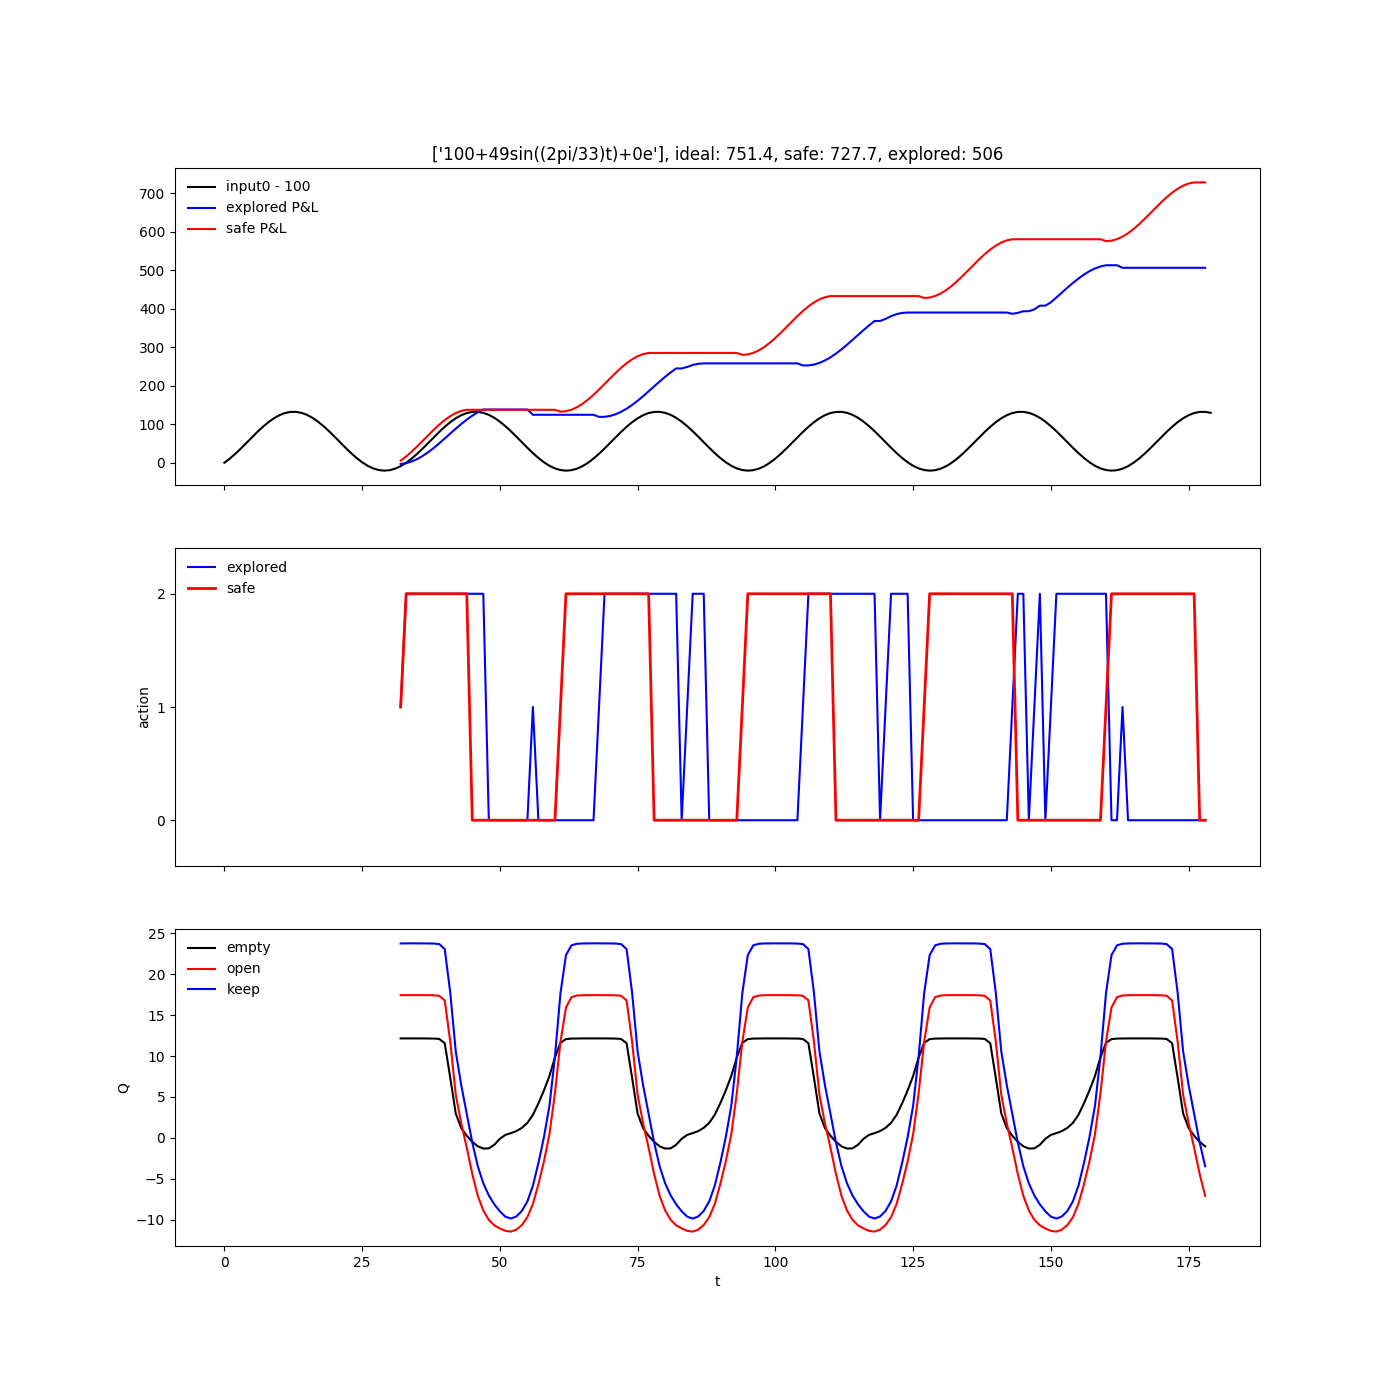 ['100+49sin((2pi/33)t)+0e'], ideal: 751.4, safe: 727.7, explored: 506
input0 - 100
explored P&L
safe P&L
700
600
500
400
300
200
100
0
explored
safe
action
2
1
0
empty
open
keep
Q
25
20
15
10
5
0
−5
−10
0 25 50 75 100 125 150 175
t